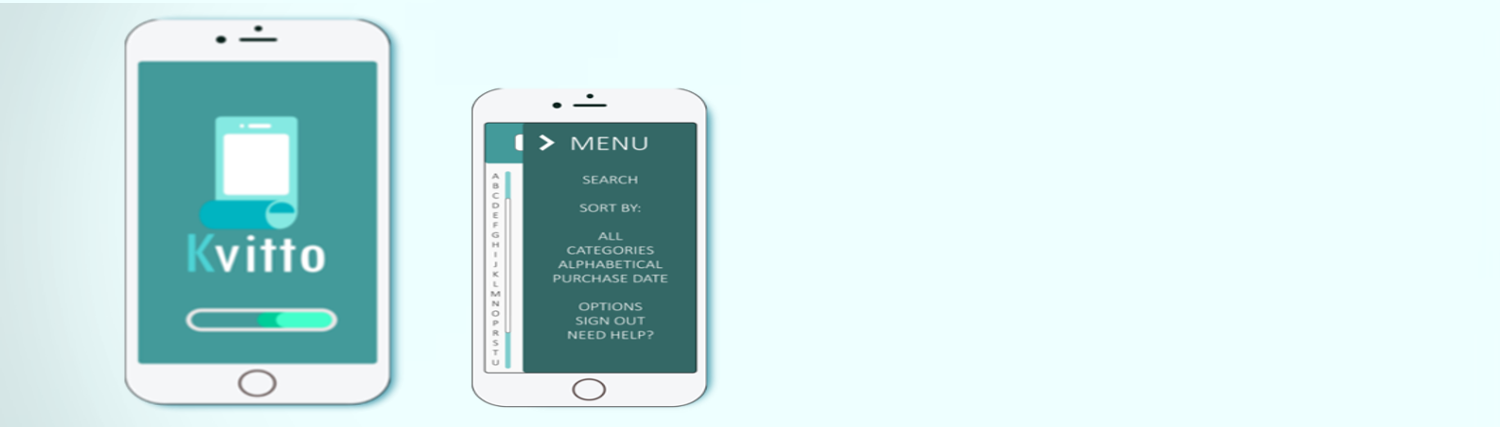 Kvitto
MENU
SEARCH
SORT BY:
ALL
CATEGORIES
ALPHABETICAL
PURCHASE DATE
OPTIONS
SIGN OUT
NEED HELP?
A
B
C
D
E
F
G
H
I
J
K
L
M
N
O
P
R
S
T
U